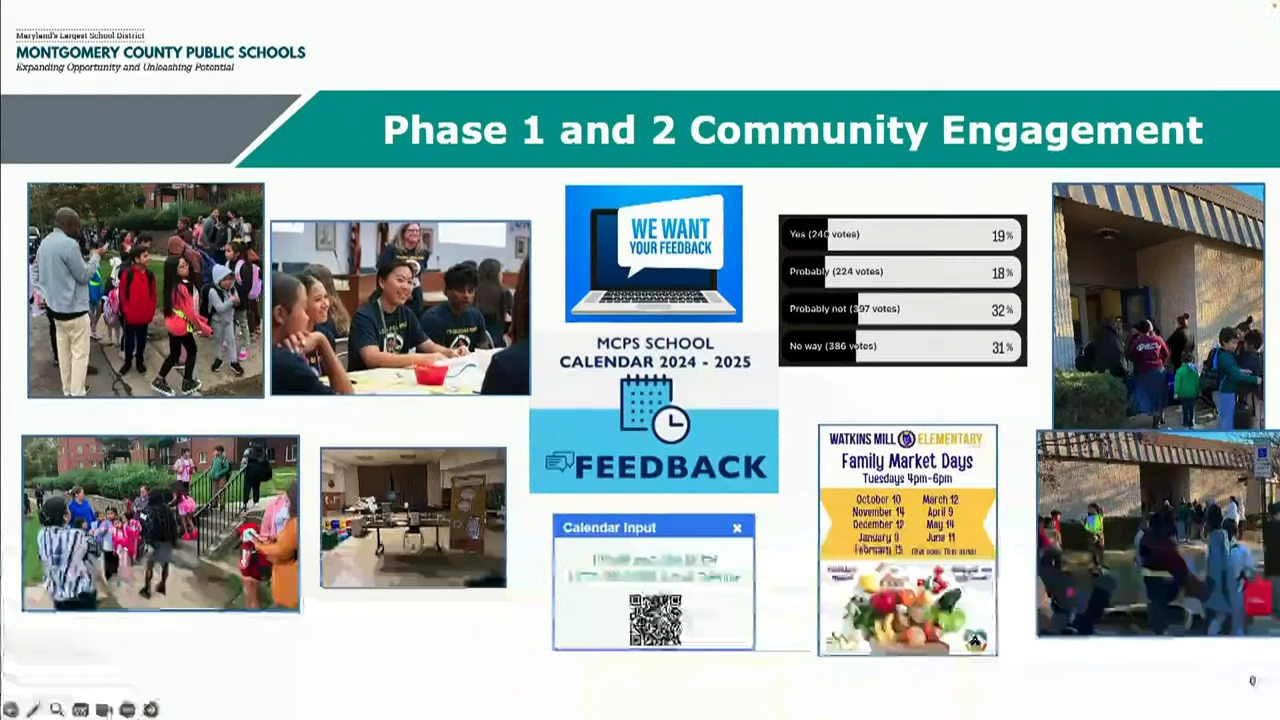 Maryland's Largest School District
MONTGOMERY COUNTY PUBLIC SCHOOLS
Expanding Opportunity and Unleashing Potential
Phase 1 and 2 Community Engagement
WE WANT
YOUR FEEDBACK
MCPS SCHOOL
CALENDAR 2024 - 2025
FEEDBACK
Calendar Input
Yes (240 votes) 19%
Probably (224 votes) 18%
Probably not (397 votes) 32%
No way (386 votes) 31%
WATKINS MILL ELEMENTARY
Family Market Days
Tuesdays 4pm-6pm
October 10 March 12
November 14 April 9
December 12 May 14
January 9 June 11
February